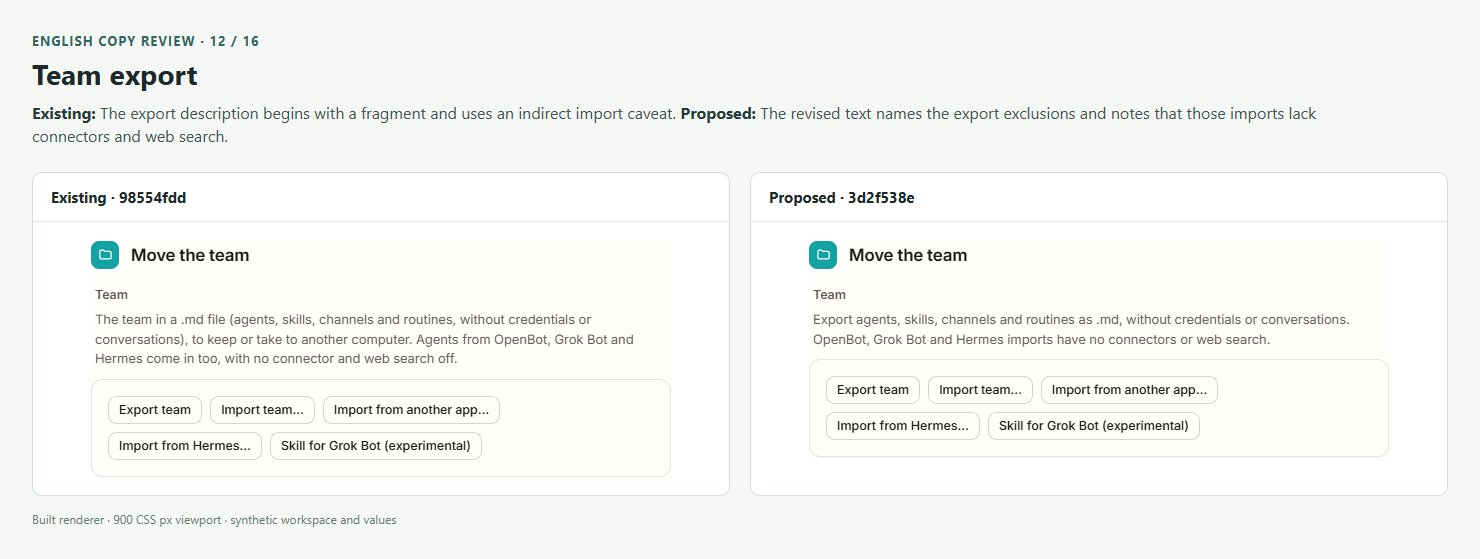 ENGLISH COPY REVIEW · 12 / 16
Team export
Existing: The export description begins with a fragment and uses an indirect import caveat. Proposed: The revised text names the export exclusions and notes that those imports lack
connectors and web search.
Existing · 98554fdd
Move the team
Team
The team in a .md file (agents, skills, channels and routines, without credentials or
conversations), to keep or take to another computer. Agents from OpenBot, Grok Bot and
Hermes come in too, with no connector and web search off.
Export team
Import team...
Import from another app...
Import from Hermes...
Skill for Grok Bot (experimental)
Proposed · 3d2f538e
Move the team
Team
Export agents, skills, channels and routines as .md, without credentials or conversations.
OpenBot, Grok Bot and Hermes imports have no connectors or web search.
Export team
Import team...
Import from another app...
Import from Hermes...
Skill for Grok Bot (experimental)
Built renderer · 900 CSS px viewport · synthetic workspace and values